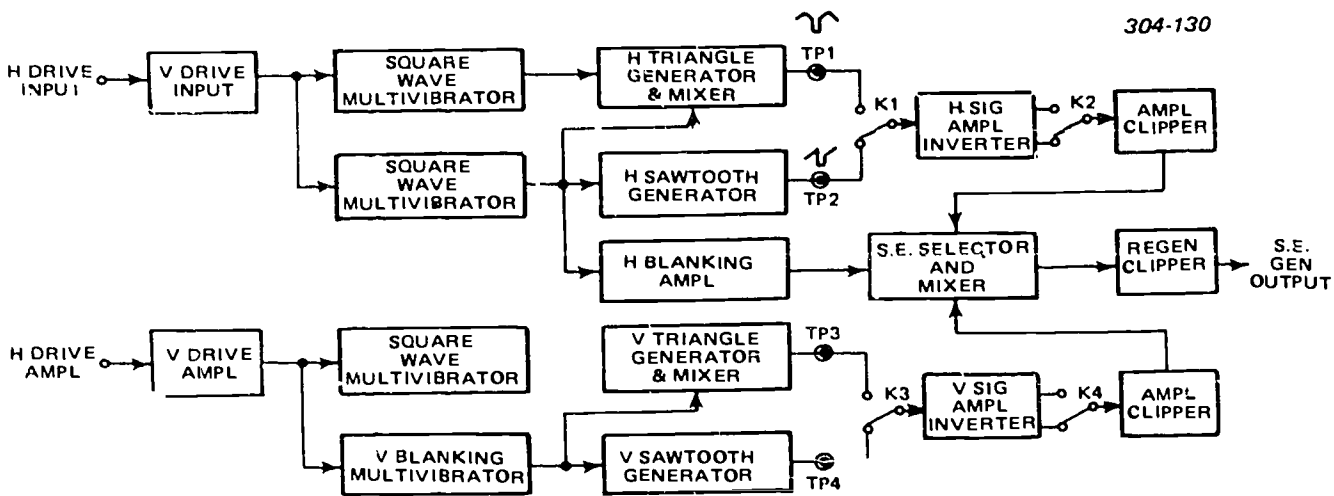 304-130
H DRIVE
INPUT
V DRIVE
INPUT
SQUARE
WAVE
MULTIVIBRATOR
H TRIANGLE
GENERATOR
& MIXER
TP1
K1
H SIG
AMPL
INVERTER
K2
AMPL
CLIPPER
SQUARE
WAVE
MULTIVIBRATOR
H SAWTOOTH
GENERATOR
TP2
H BLANKING
AMPL
S.E. SELECTOR
AND
MIXER
REGEN
CLIPPER
S.E.
GEN
OUTPUT
H DRIVE
AMPL
V DRIVE
AMPL
SQUARE
WAVE
MULTIVIBRATOR
V TRIANGLE
GENERATOR
& MIXER
TP3
K3
V SIG
AMPL
INVERTER
K4
AMPL
CLIPPER
V BLANKING
MULTIVIBRATOR
V SAWTOOTH
GENERATOR
TP4